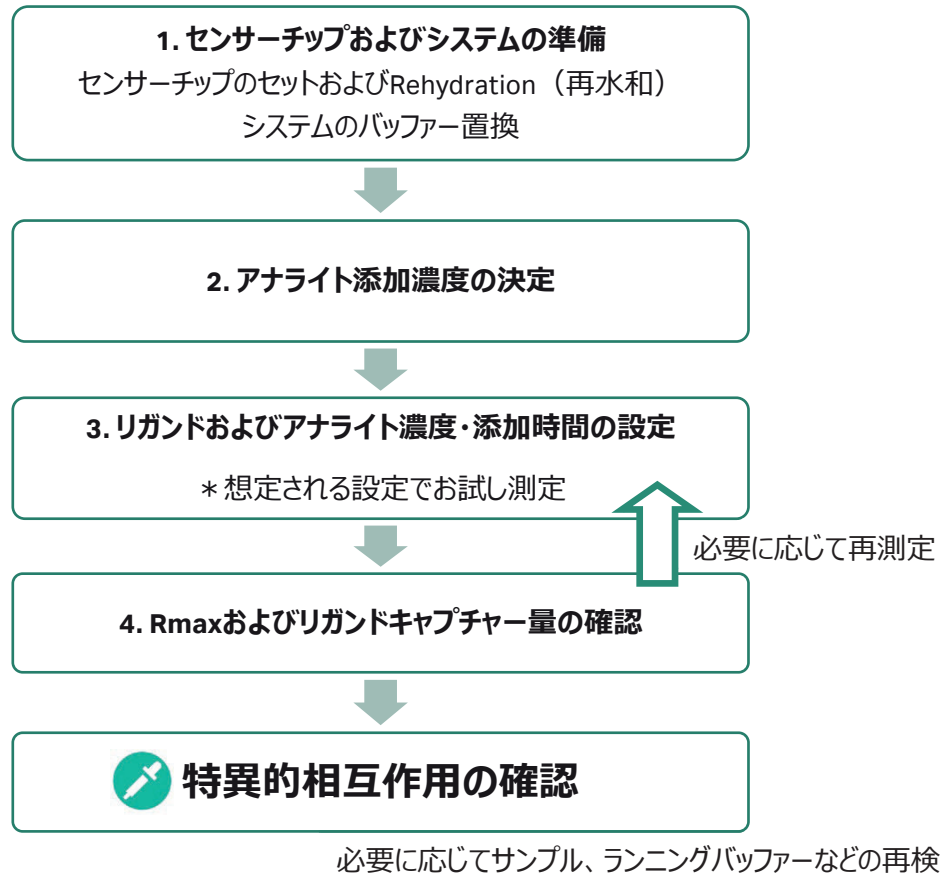 1. センサーチップおよびシステムの準備
センサーチップのセットおよびRehydration（再水和）
システムのバッファー置換
2. アナライト添加濃度の決定
3. リガンドおよびアナライト濃度・添加時間の設定
＊想定される設定でお試し測定
必要に応じて再測定
4. Rmaxおよびリガンドキャプチャー量の確認
特異的相互作用の確認
必要に応じてサンプル、ランニングバッファーなどの再検